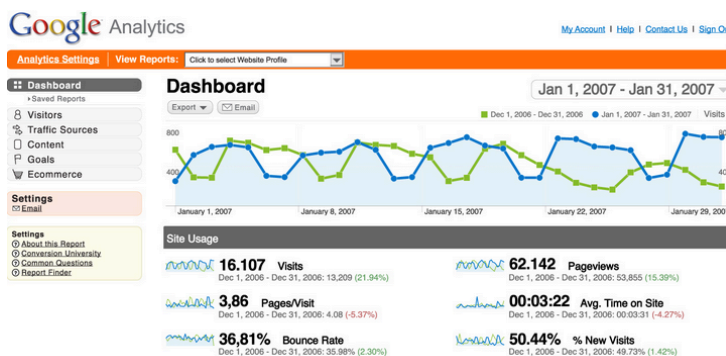 Google Analytics
My Account | Help | Contact Us | Sign O
Analytics Settings | View Reports: Click to select Website Profile
Dashboard
Saved Reports
Visitors
Traffic Sources
Content
Goals
Ecommerce
Settings
Email
Settings
About this Report
Conversion University
Common Questions
Report Finder
Dashboard
Jan 1, 2007 - Jan 31, 2007
Export Email
Dec 1, 2006 - Dec 31, 2006 Jan 1, 2007 - Jan 31, 2007 Visits
800 80
400 40
January 1, 2007 January 8, 2007 January 15, 2007 January 22, 2007 January 29, 200
Site Usage
16.107 Visits
Dec 1, 2006 - Dec 31, 2006: 13,209 (21.94%)
62.142 Pageviews
Dec 1, 2006 - Dec 31, 2006: 53,855 (15.39%)
3,86 Pages/Visit
Dec 1, 2006 - Dec 31, 2006: 4.08 (-5.37%)
00:03:22 Avg. Time on Site
Dec 1, 2006 - Dec 31, 2006: 00:03:31 (-4.27%)
36,81% Bounce Rate
Dec 1, 2006 - Dec 31, 2006: 35.98% (2.30%)
50.44% % New Visits
Dec 1, 2006 - Dec 31, 2006: 49.73% (1.42%)